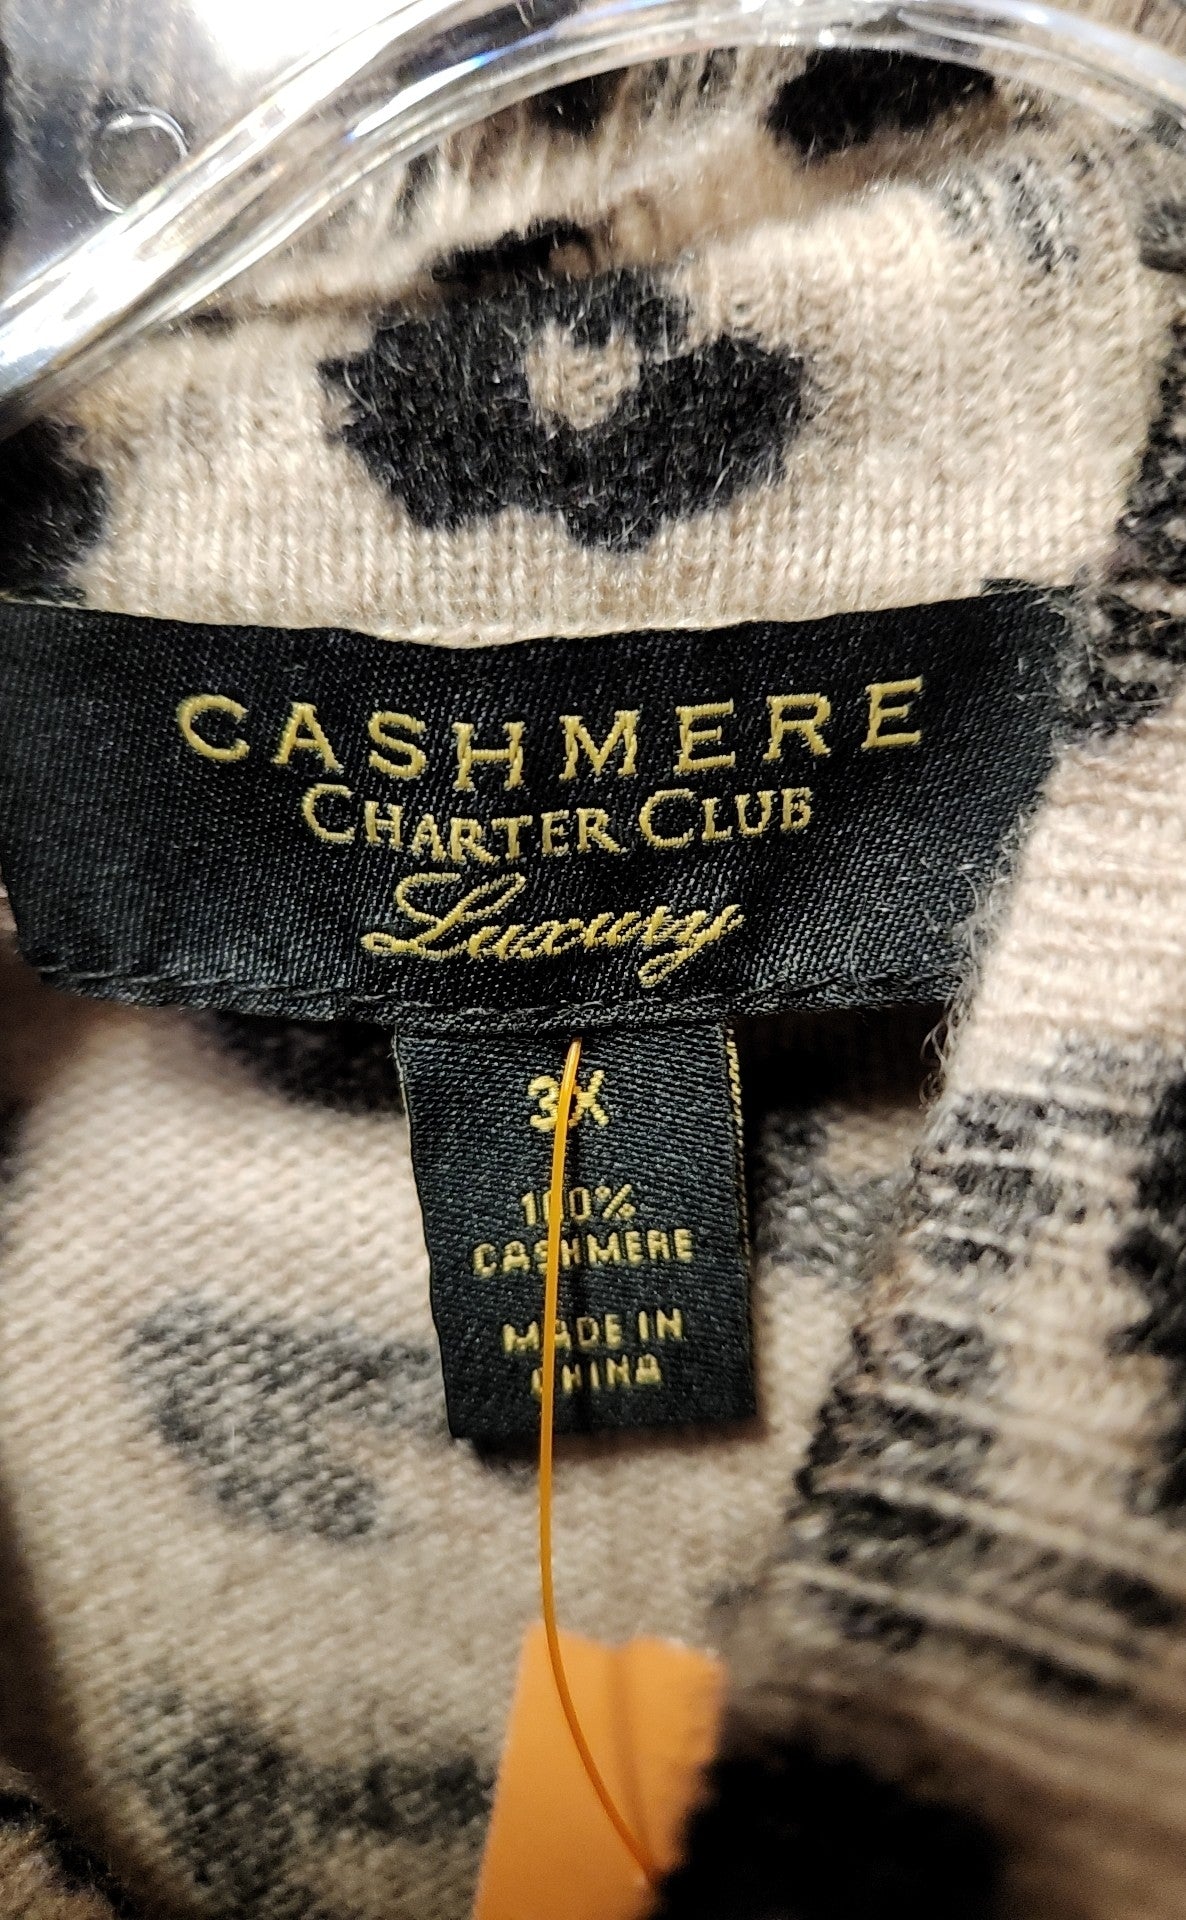 CASHMERE
CHARTER CLUB
Luxury
3X
100%
CASHMERE
MADE IN
CHINA